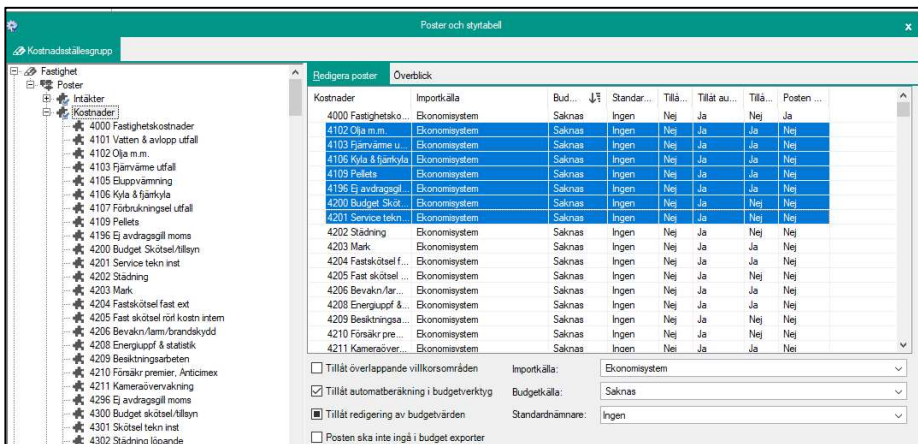 Poster och styrtabell
x
Kostnadsställesgrupp
Fastighet
Poster
Intäkter
Kostnader
4000 Fastighetskostnader
4101 Vatten & avlopp utfall
4102 Olja m.m.
4103 Fjärrvärme utfall
4105 Eluppvärmning
4106 Kyla & fjärrkyla
4107 Förbrukningsel utfall
4109 Pellets
4196 Ej avdragsgill moms
4200 Budget Skötsel/tillsyn
4201 Service tekn inst
4202 Städning
4203 Mark
4204 Fastskötsel fast ext
4205 Fast skötsel rörl kostn intern
4206 Bevakn/larm/brandskydd
4208 Energiuppf & statistik
4209 Besiktningsarbeten
4210 Försäkr premier, Anticimex
4211 Kameraövervakning
4296 Ej avdragsgill moms
4300 Budget skötsel/tillsyn
4301 Skötsel tekn inst
4302 Städning löpande
Redigera poster Överblick
Kostnader Importkälla Bud... Standar... Tillå... Tillåt au... Tillå... Posten ...
4000 Fastighetsko... Ekonomisystem Saknas Ingen Nej Ja Nej Ja
4102 Olja m.m. Ekonomisystem Saknas Ingen Nej Ja Ja Nej
4103 Fjärrvärme u... Ekonomisystem Saknas Ingen Nej Ja Ja Nej
4106 Kyla & fjärrkyla Ekonomisystem Saknas Ingen Nej Ja Ja Nej
4109 Pellets Ekonomisystem Saknas Ingen Nej Ja Ja Nej
4196 Ej avdragsgil... Ekonomisystem Saknas Ingen Nej Ja Ja Nej
4200 Budget Sköt... Ekonomisystem Saknas Ingen Nej Ja Nej Nej
4201 Service tekn... Ekonomisystem Saknas Ingen Nej Ja Nej Nej
4202 Städning Ekonomisystem Saknas Ingen Nej Ja Nej Nej
4203 Mark Ekonomisystem Saknas Ingen Nej Ja Ja Nej
4204 Fastskötsel f... Ekonomisystem Saknas Ingen Nej Ja Ja Nej
4205 Fast skötsel ... Ekonomisystem Saknas Ingen Nej Ja Nej Nej
4206 Bevakn/lar... Ekonomisystem Saknas Ingen Nej Ja Ja Nej
4208 Energiuppf &... Ekonomisystem Saknas Ingen Nej Ja Ja Nej
4209 Besiktningsa... Ekonomisystem Saknas Ingen Nej Ja Nej Nej
4210 Försäkr pre... Ekonomisystem Saknas Ingen Nej Ja Nej Nej
4211 Kameraöver... Ekonomisystem Saknas Ingen Nej Ja Ja Nej
Tillåt överlappande villkorsområden Importkälla: Ekonomisystem
Tillåt automatberäkning i budgetverktyg Budgetkälla: Saknas
Tillåt redigering av budgetvärden Standardnämnare: Ingen
Posten ska inte ingå i budget exporter